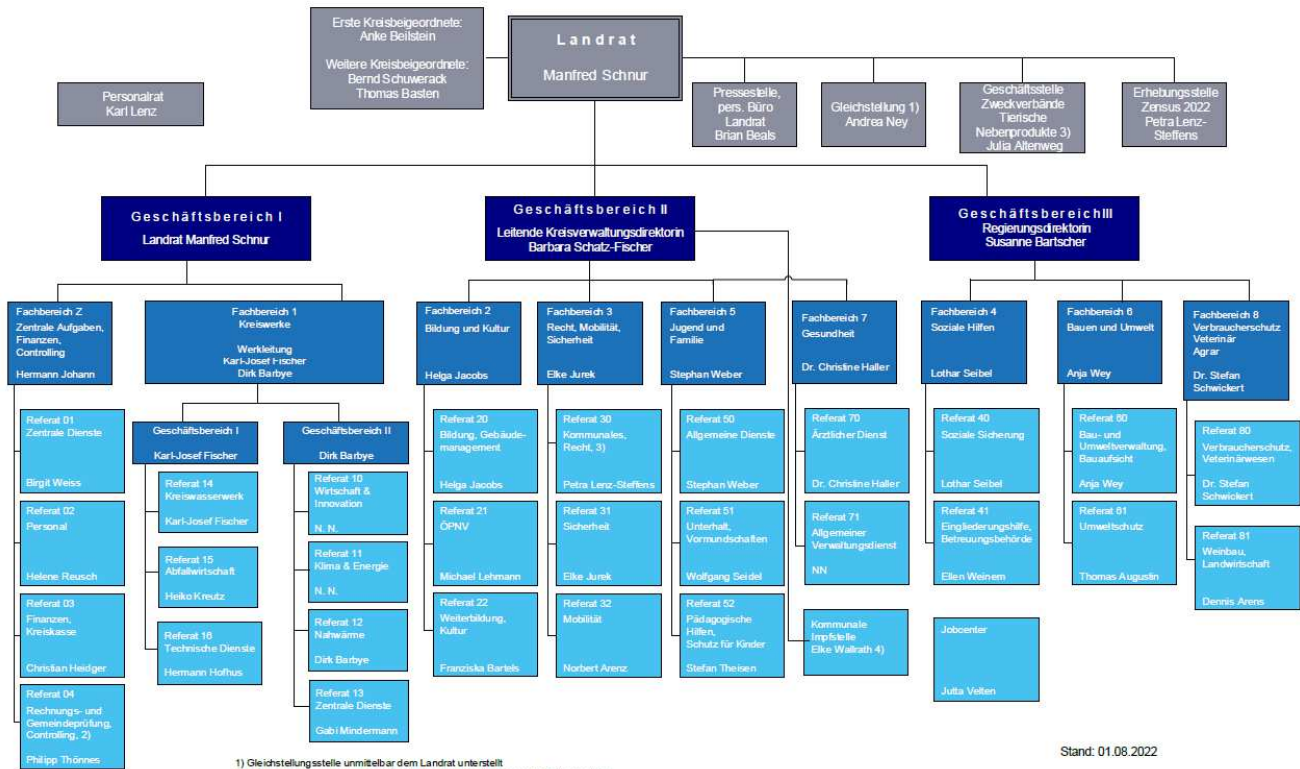 Erste Kreisbeigeordnete:
Anke Beilstein
Weitere Kreisbeigeordnete:
Bernd Schuwerack
Thomas Basten
Landrat
Manfred Schnur
Personalrat
Karl Lenz
Pressestelle,
pers. Büro
Landrat
Brian Beals
Gleichstellung 1)
Andrea Ney
Geschäftsstelle
Zweckverbände
Tierische
Nebenprodukte 3)
Julia Altenweg
Erhebungsstelle
Zensus 2022
Petra Lenz-
Steffens
Geschäftsbereich I
Landrat Manfred Schnur
Geschäftsbereich II
Leitende Kreisverwaltungsdirektorin
Barbara Schatz-Fischer
Geschäftsbereich III
Regierungsdirektorin
Susanne Bartscher
Fachbereich Z
Zentrale Aufgaben,
Finanzen,
Controlling
Hermann Johann
Fachbereich 1
Kreiswerke
Werkleitung
Karl-Josef Fischer
Dirk Barbye
Fachbereich 2
Bildung und Kultur
Helga Jacobs
Fachbereich 3
Recht, Mobilität,
Sicherheit
Elke Jurek
Fachbereich 5
Jugend und
Familie
Stephan Weber
Fachbereich 7
Gesundheit
Dr. Christine Haller
Fachbereich 4
Soziale Hilfen
Lothar Seibel
Fachbereich 6
Bauen und Umwelt
Anja Wey
Fachbereich 8
Verbraucherschutz
Veterinär
Agrar
Dr. Stefan
Schwickert
Referat 01
Zentrale Dienste
Birgit Weiss
Referat 02
Personal
Helene Reusch
Referat 03
Finanzen,
Kreiskasse
Christian Heidger
Referat 04
Rechnungs- und
Gemeindeprüfung,
Controlling, 2)
Philipp Thönnes
Geschäftsbereich I
Karl-Josef Fischer
Referat 14
Kreiswasserwerk
Karl-Josef Fischer
Referat 15
Abfallwirtschaft
Heiko Kreutz
Referat 16
Technische Dienste
Hermann Hofhus
Geschäftsbereich II
Dirk Barbye
Referat 10
Wirtschaft &
Innovation
N. N.
Referat 11
Klima & Energie
N. N.
Referat 12
Nahwärme
Dirk Barbye
Referat 13
Zentrale Dienste
Gabi Mindermann
Referat 20
Bildung, Gebäude-
management
Helga Jacobs
Referat 21
ÖPNV
Michael Lehmann
Referat 22
Weiterbildung,
Kultur
Franziska Bartels
Referat 30
Kommunales,
Recht, 3)
Petra Lenz-Steffens
Referat 31
Sicherheit
Elke Jurek
Referat 32
Mobilität
Norbert Arenz
Referat 50
Allgemeine Dienste
Stephan Weber
Referat 51
Unterhalt,
Vormundschaften
Wolfgang Seidel
Referat 52
Pädagogische
Hilfen,
Schutz für Kinder
Stefan Theisen
Referat 70
Ärztlicher Dienst
Dr. Christine Haller
Referat 71
Allgemeiner
Verwaltungsdienst
NN
Kommunale
Impfstelle
Elke Wallrath 4)
Referat 40
Soziale Sicherung
Lothar Seibel
Referat 41
Eingliederungshilfe,
Betreuungsbehörde
Ellen Weinem
Jobcenter
Jutta Velten
Referat 60
Bau- und
Umweltverwaltung,
Bauaufsicht
Anja Wey
Referat 61
Umweltschutz
Thomas Augustin
Referat 80
Verbraucherschutz,
Veterinärwesen
Dr. Stefan
Schwickert
Referat 81
Weinbau,
Landwirtschaft
Dennis Arens
Stand: 01.08.2022
1) Gleichstellungsstelle unmittelbar dem Landrat unterstellt